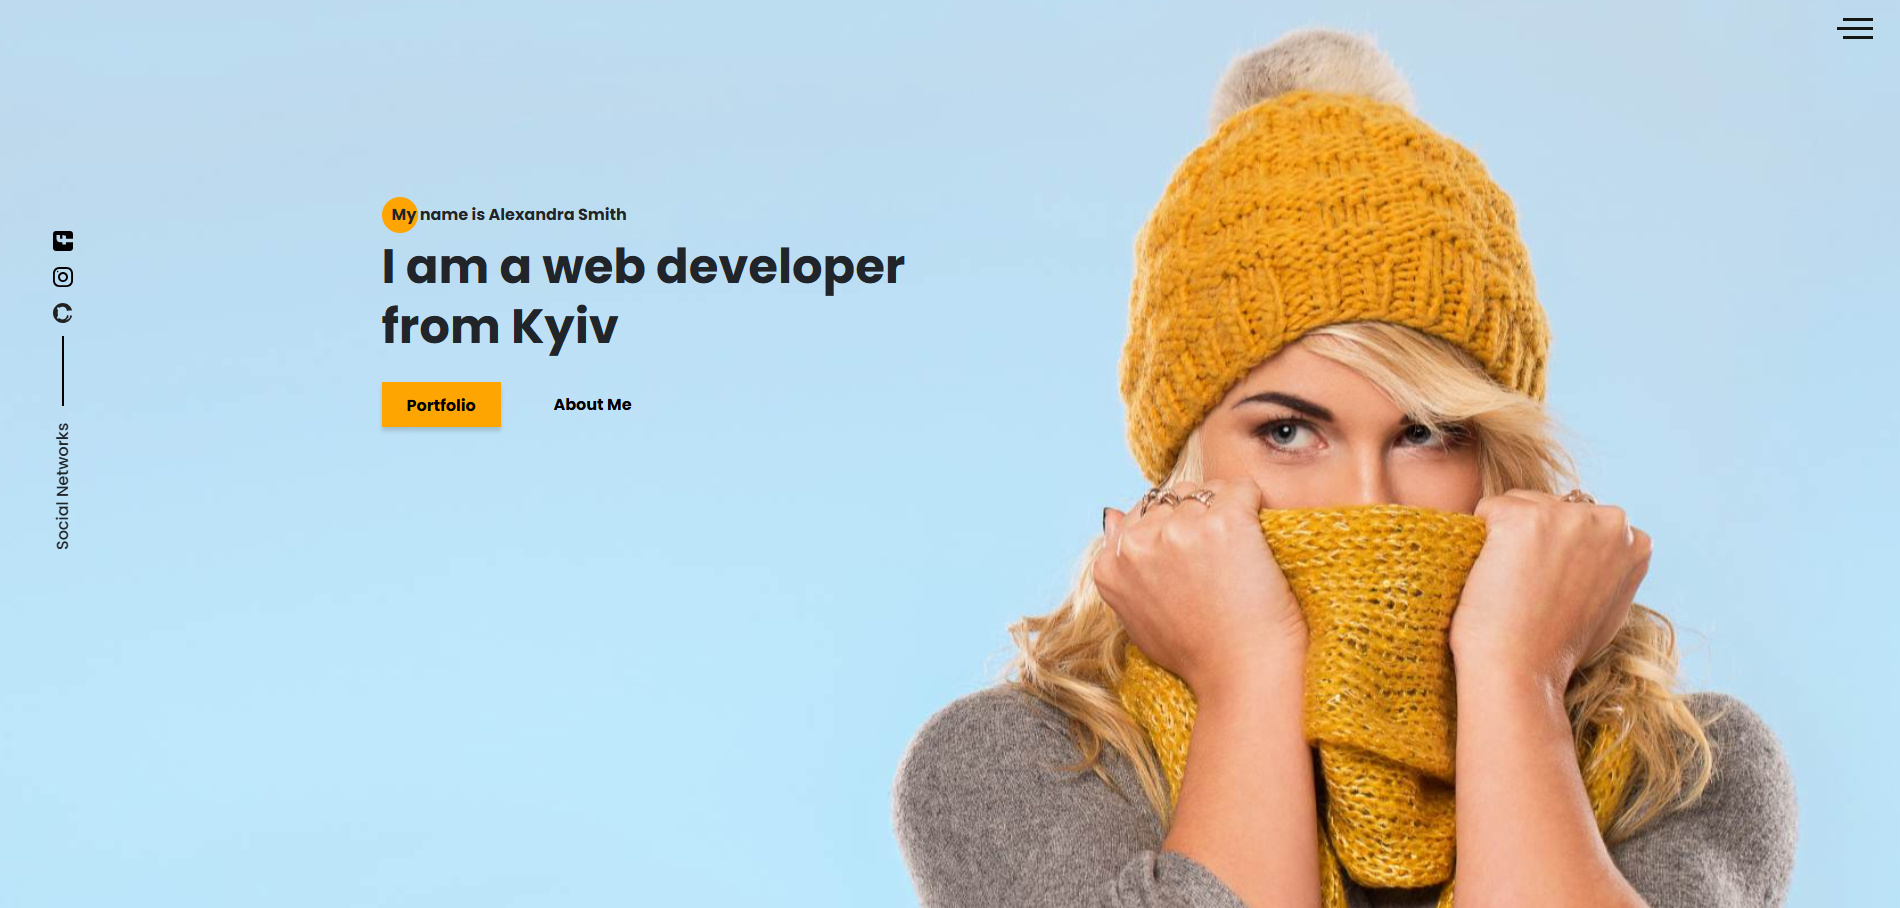 My name is Alexandra Smith
I am a web developer
from Kyiv
Portfolio
About Me
Social Networks